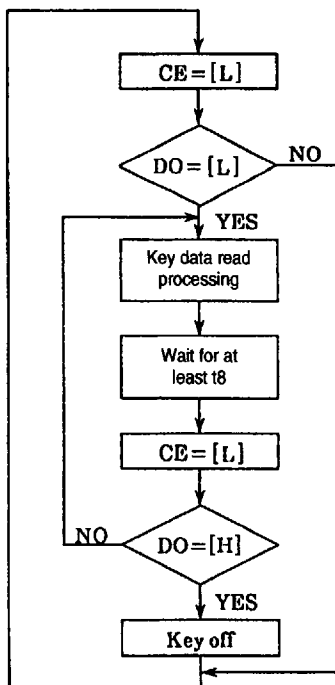 CE=[L]
DO=[L]
NO
YES
Key data read
processing
Wait for at
least t8
CE=[L]
NO
DO=[H]
YES
Key off